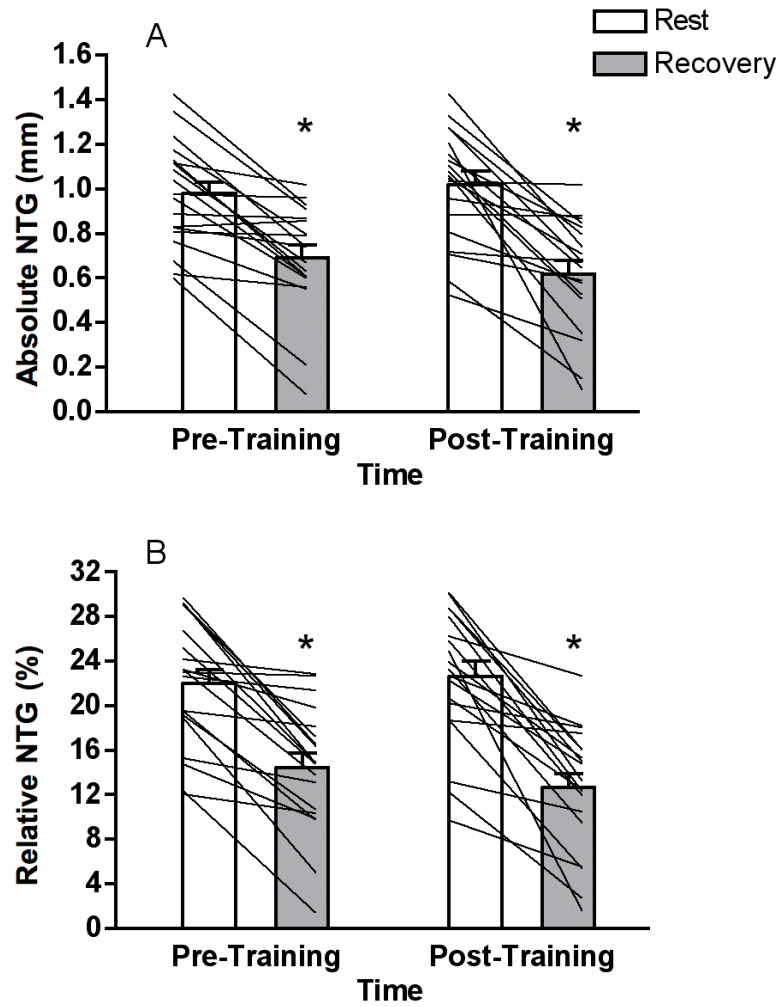 Rest
Recovery
A
Absolute NTG (mm)
1.6
1.4
1.2
1.0
0.8
0.6
0.4
0.2
0.0
*
*
Pre-Training Post-Training
Time
B
Relative NTG (%)
32
28
24
20
16
12
8
4
0
*
*
Pre-Training Post-Training
Time